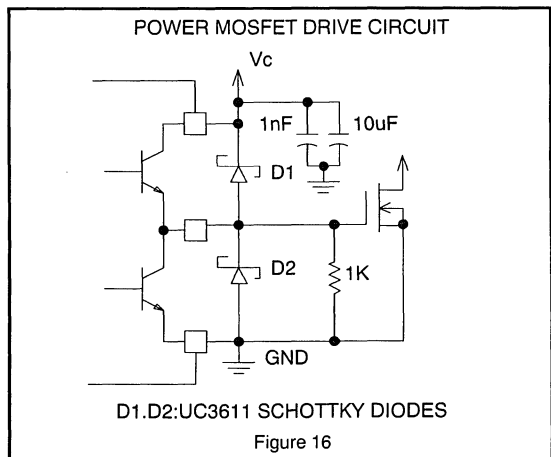 POWER MOSFET DRIVE CIRCUIT
Vc
1nF
10uF
D1
D2
1K
GND
D1.D2:UC3611 SCHOTTKY DIODES
Figure 16